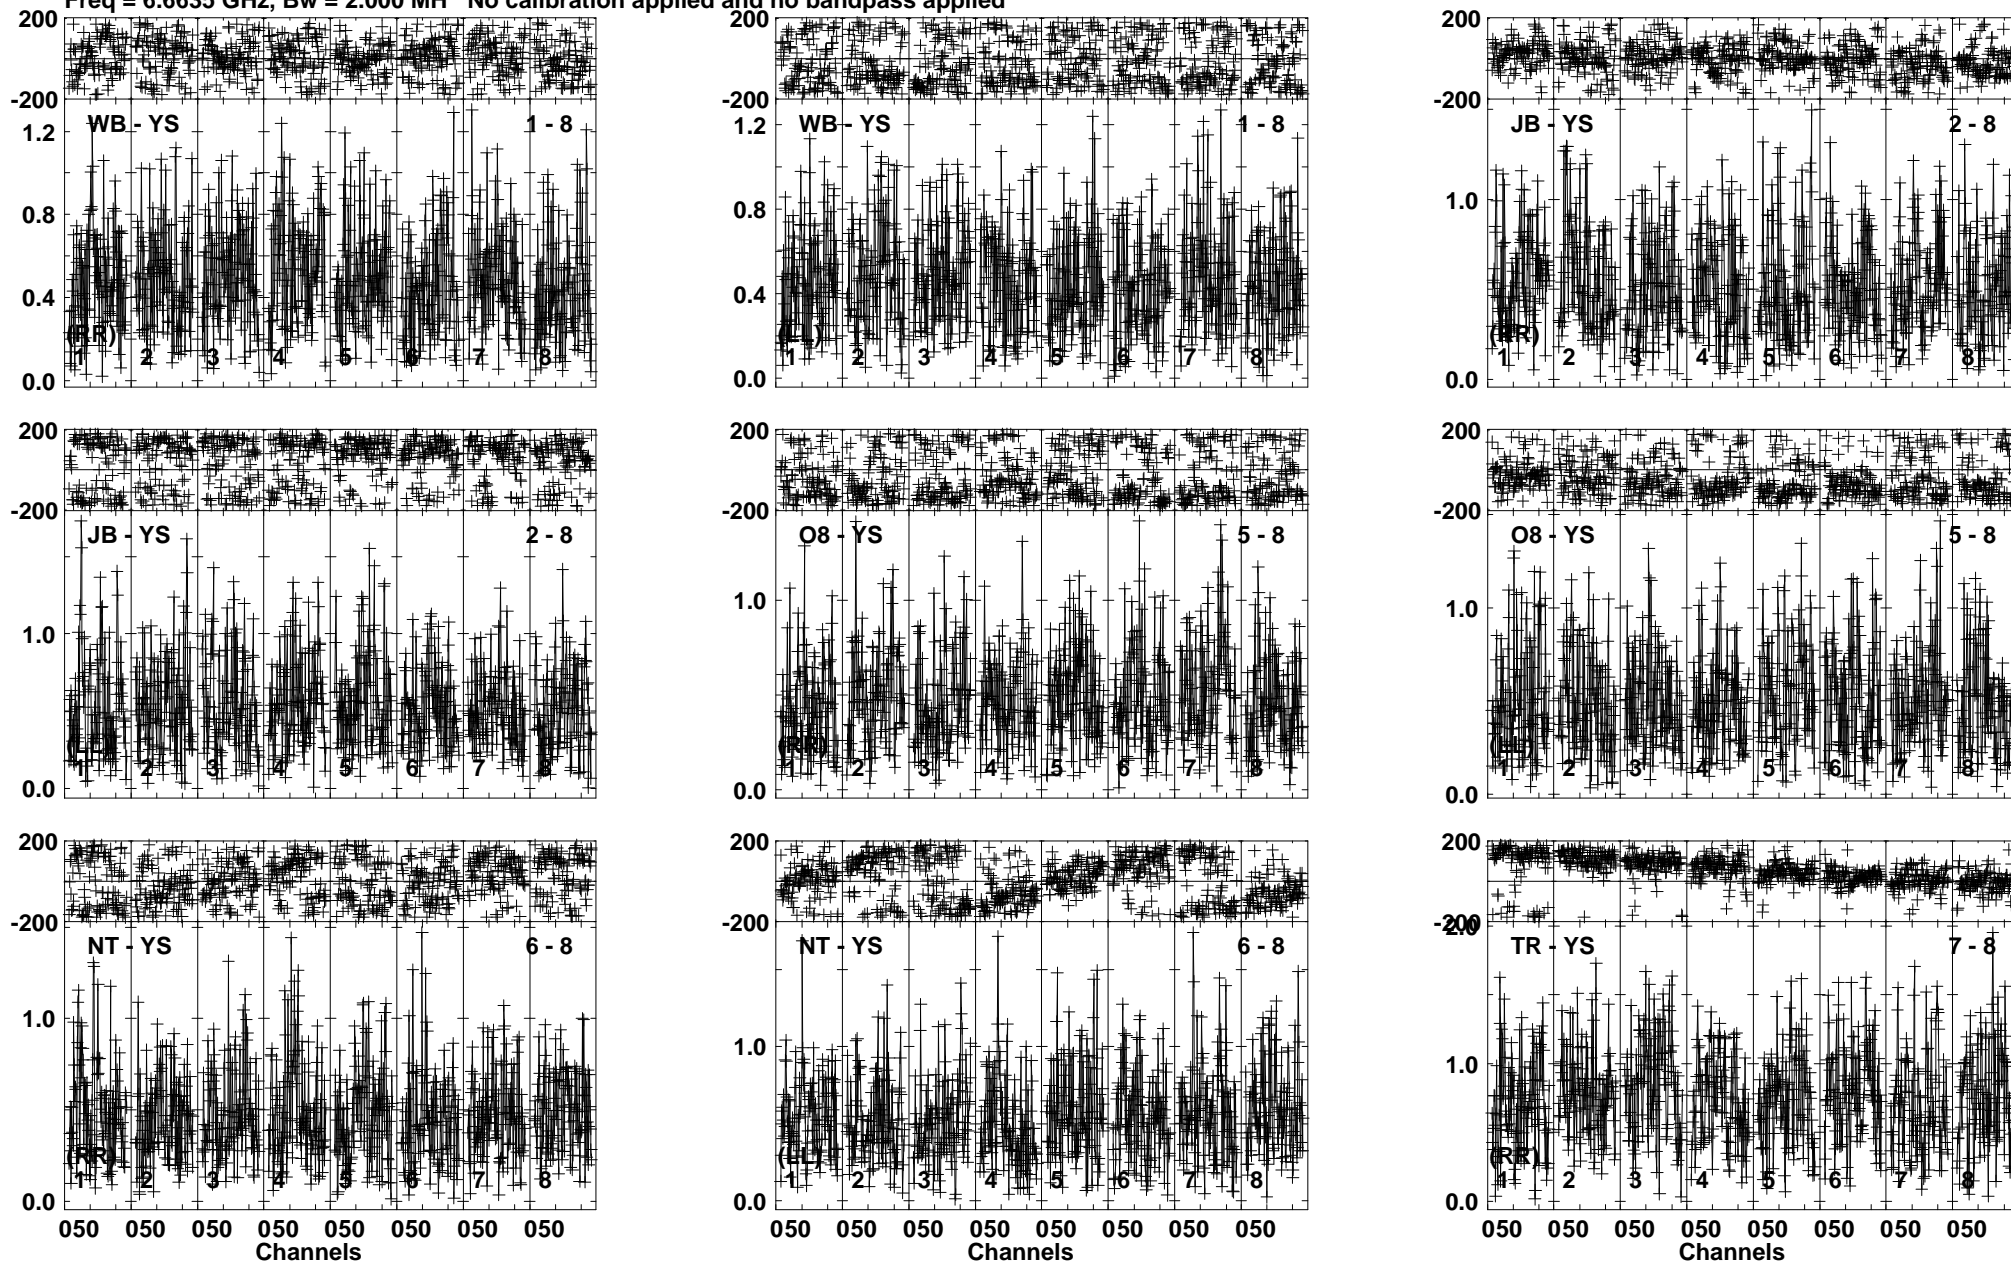 Freq = 6.6635 GHz, Bw = 2.000 MH No calibration applied and no bandpass applied
200
-200
WB - YS
1 - 8
1.2
0.8
0.4
0.0
(RR)
1 2 3 4 5 6 7 8
200
-200
WB - YS
1 - 8
1.2
0.8
0.4
0.0
(LL)
1 2 3 4 5 6 7 8
200
-200
JB - YS
2 - 8
1.0
0.0
(RR)
1 2 3 4 5 6 7 8
200
-200
JB - YS
2 - 8
1.0
0.0
(LL)
1 2 3 4 5 6 7 8
200
-200
O8 - YS
5 - 8
1.0
0.0
(RR)
1 2 3 4 5 6 7 8
200
-200
O8 - YS
5 - 8
1.0
0.0
(LL)
1 2 3 4 5 6 7 8
200
-200
NT - YS
6 - 8
1.0
0.0
(RR)
1 2 3 4 5 6 7 8
050 050 050 050 050 050 050 050
Channels
200
-200
NT - YS
6 - 8
1.0
0.0
(LL)
1 2 3 4 5 6 7 8
050 050 050 050 050 050 050 050
Channels
200
-200
2.0
TR - YS
7 - 8
1.0
0.0
(RR)
1 2 3 4 5 6 7 8
050 050 050 050 050 050 050 050
Channels